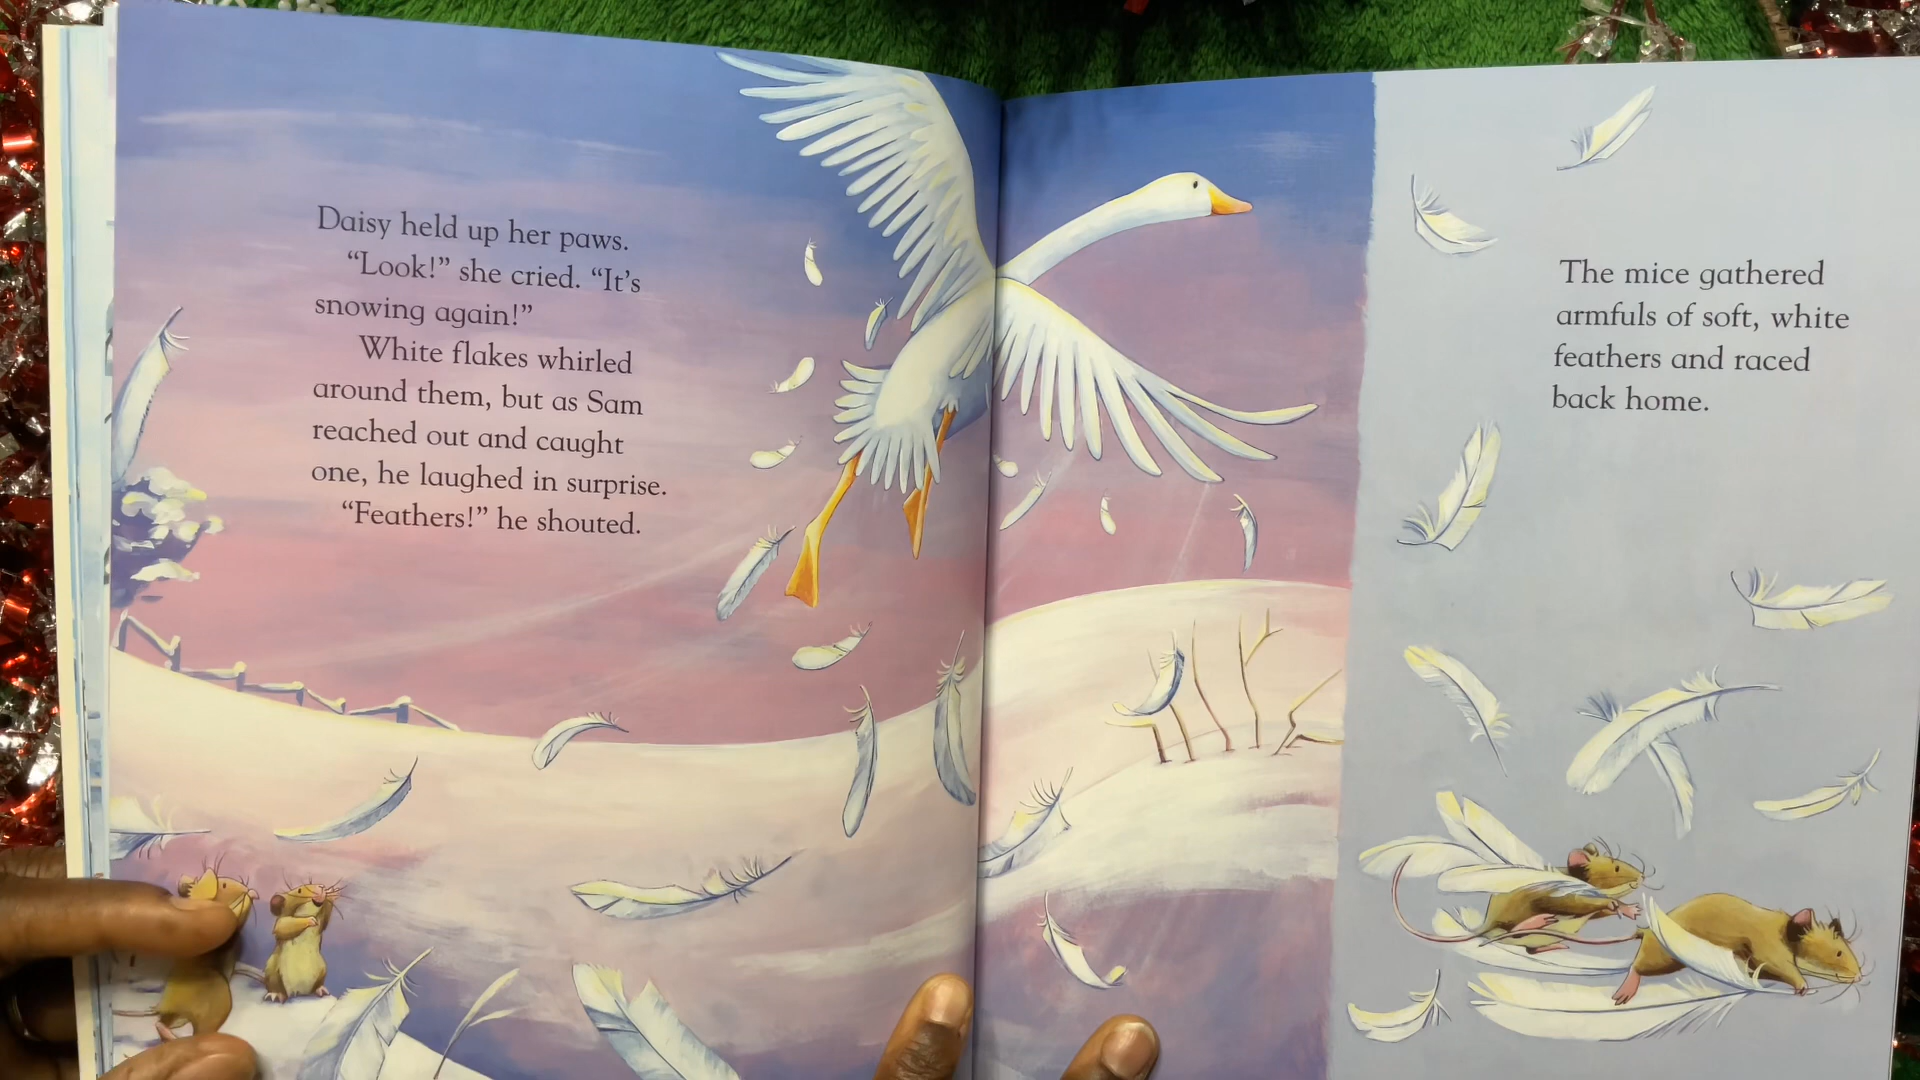 Daisy held up her paws.
“Look!” she cried. “It’s
snowing again!”
White flakes whirled
around them, but as Sam
reached out and caught
one, he laughed in surprise.
“Feathers!” he shouted.
The mice gathered
armfuls of soft, white
feathers and raced
back home.